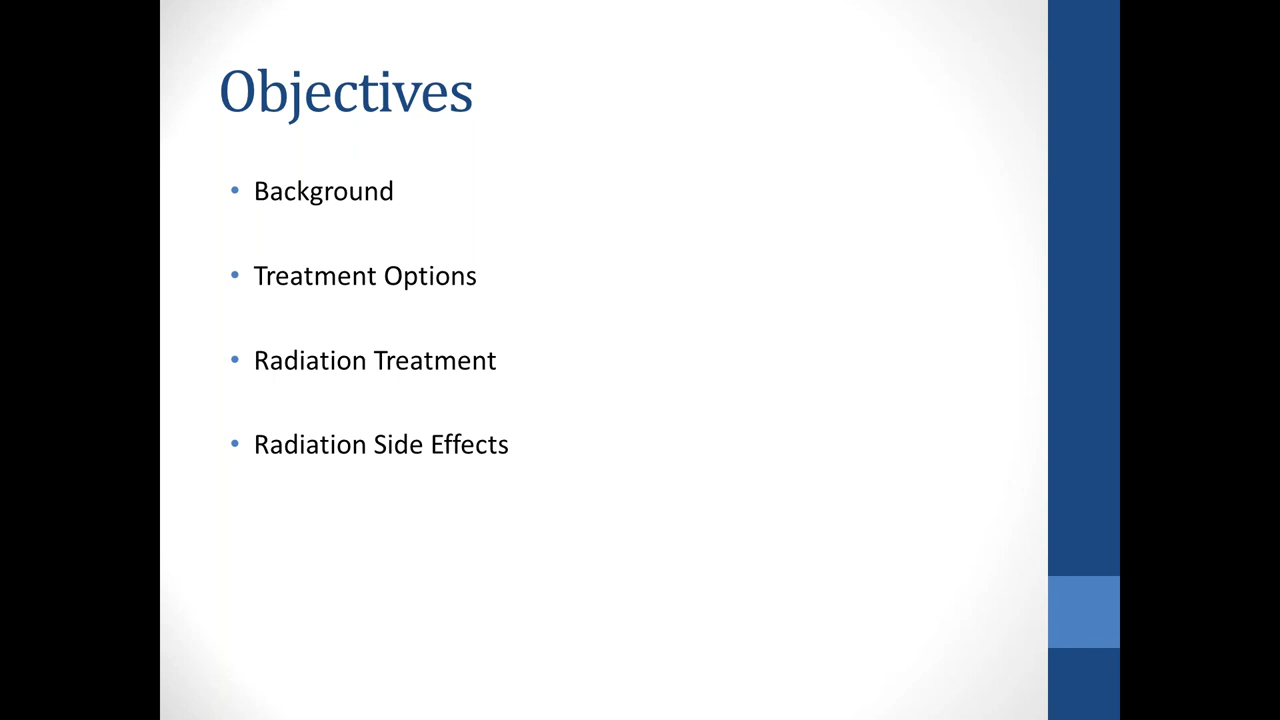 Objectives
• Background
• Treatment Options
• Radiation Treatment
• Radiation Side Effects